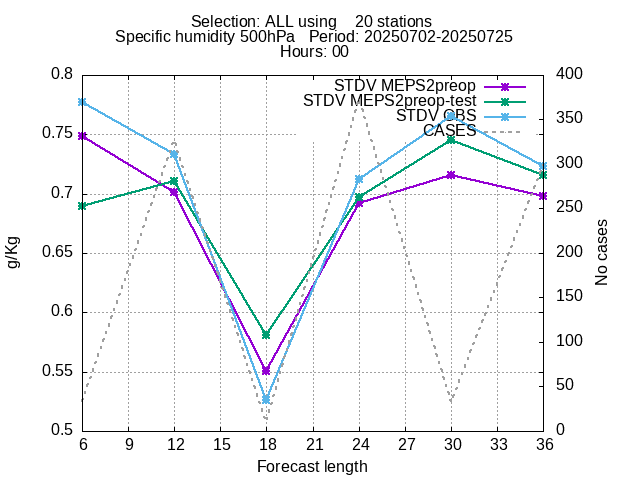 Selection: ALL using    20 stations
Specific humidity 500hPa   Period: 20250702-20250725
Hours: 00
STDV MEPS2preop
STDV MEPS2preop-test
STDV OBS
CASES
0.8
0.75
0.7
0.65
0.6
0.55
0.5
g/Kg
400
350
300
250
200
150
100
50
0
No cases
6 9 12 15 18 21 24 27 30 33 36
Forecast length